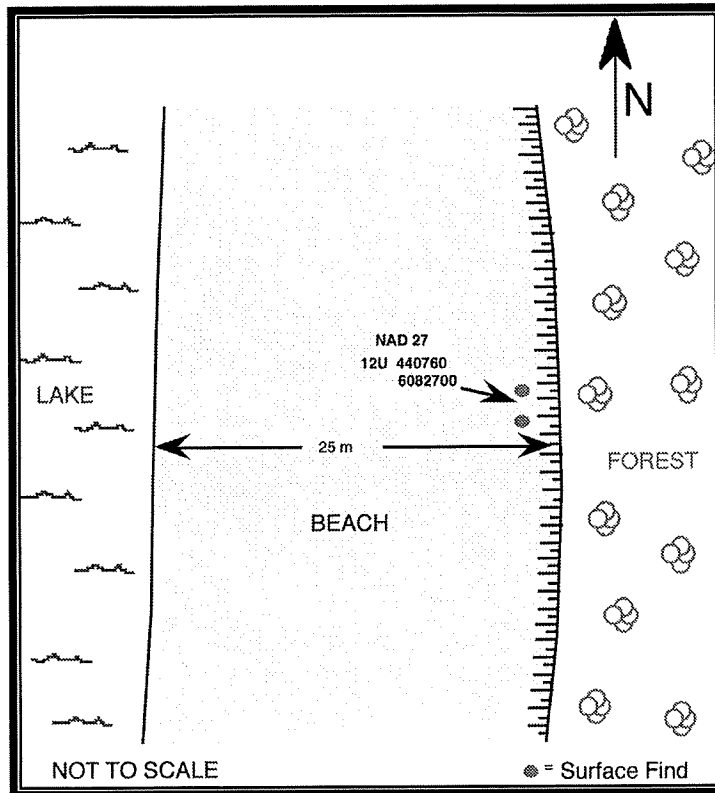 N
NAD 27
12U 440760
6082700
LAKE
25 m
FOREST
BEACH
NOT TO SCALE
= Surface Find